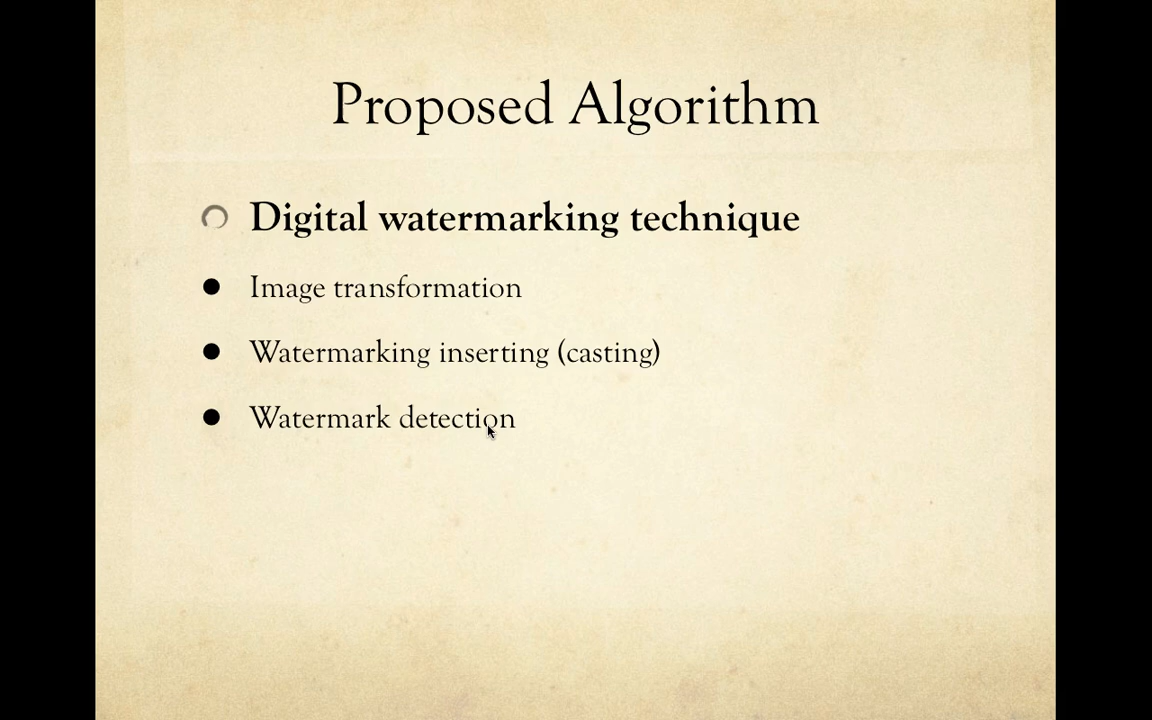 Proposed Algorithm
Digital watermarking technique
Image transformation
Watermarking inserting (casting)
Watermark detection